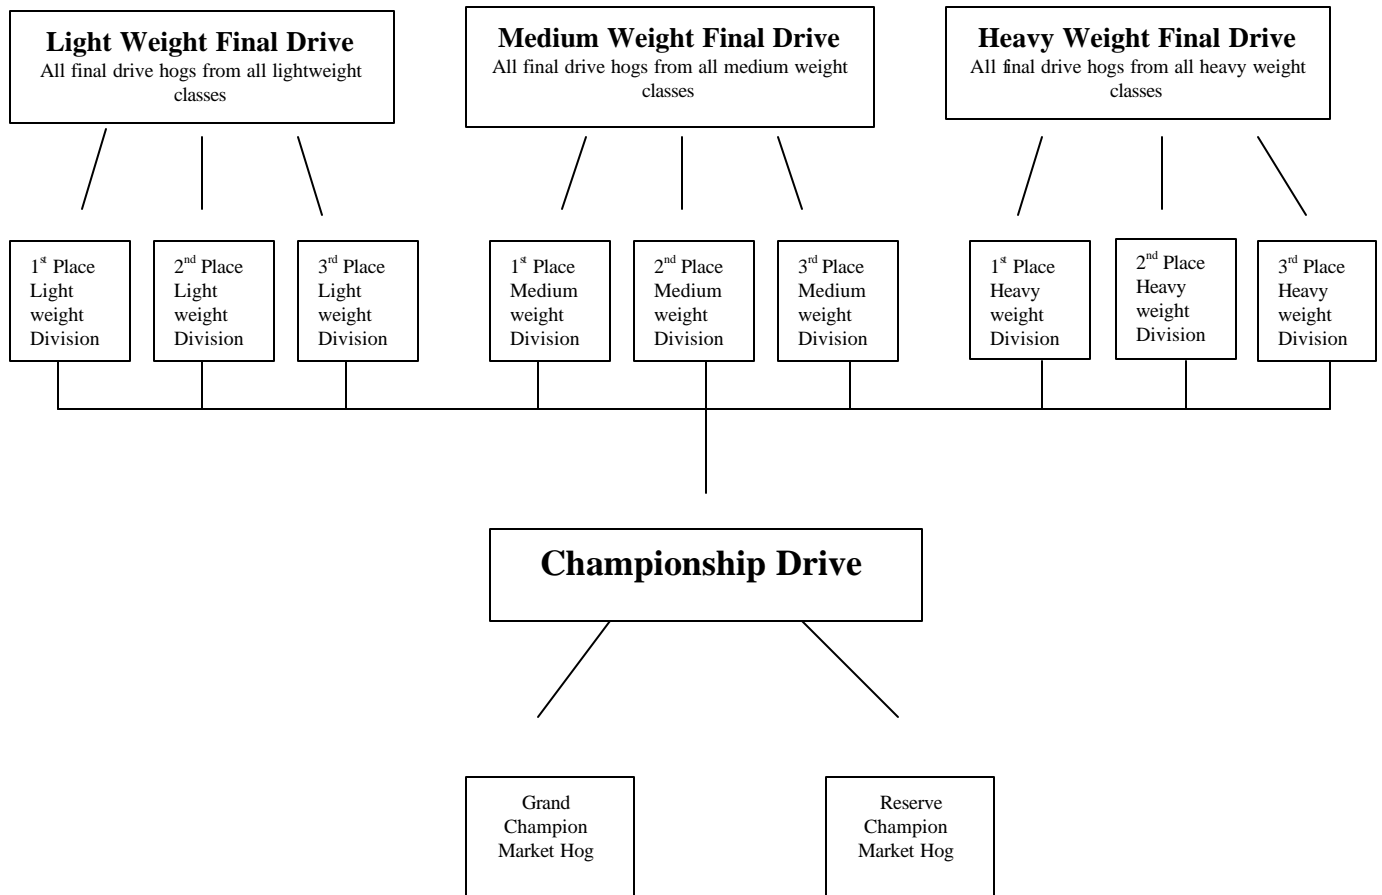 Light Weight Final Drive
All final drive hogs from all lightweight
classes
Medium Weight Final Drive
All final drive hogs from all medium weight
classes
Heavy Weight Final Drive
All final drive hogs from all heavy weight
classes
1st Place
Light
weight
Division
2nd Place
Light
weight
Division
3rd Place
Light
weight
Division
1st Place
Medium
weight
Division
2nd Place
Medium
weight
Division
3rd Place
Medium
weight
Division
1st Place
Heavy
weight
Division
2nd Place
Heavy
weight
Division
3rd Place
Heavy
weight
Division
Championship Drive
Grand
Champion
Market Hog
Reserve
Champion
Market Hog